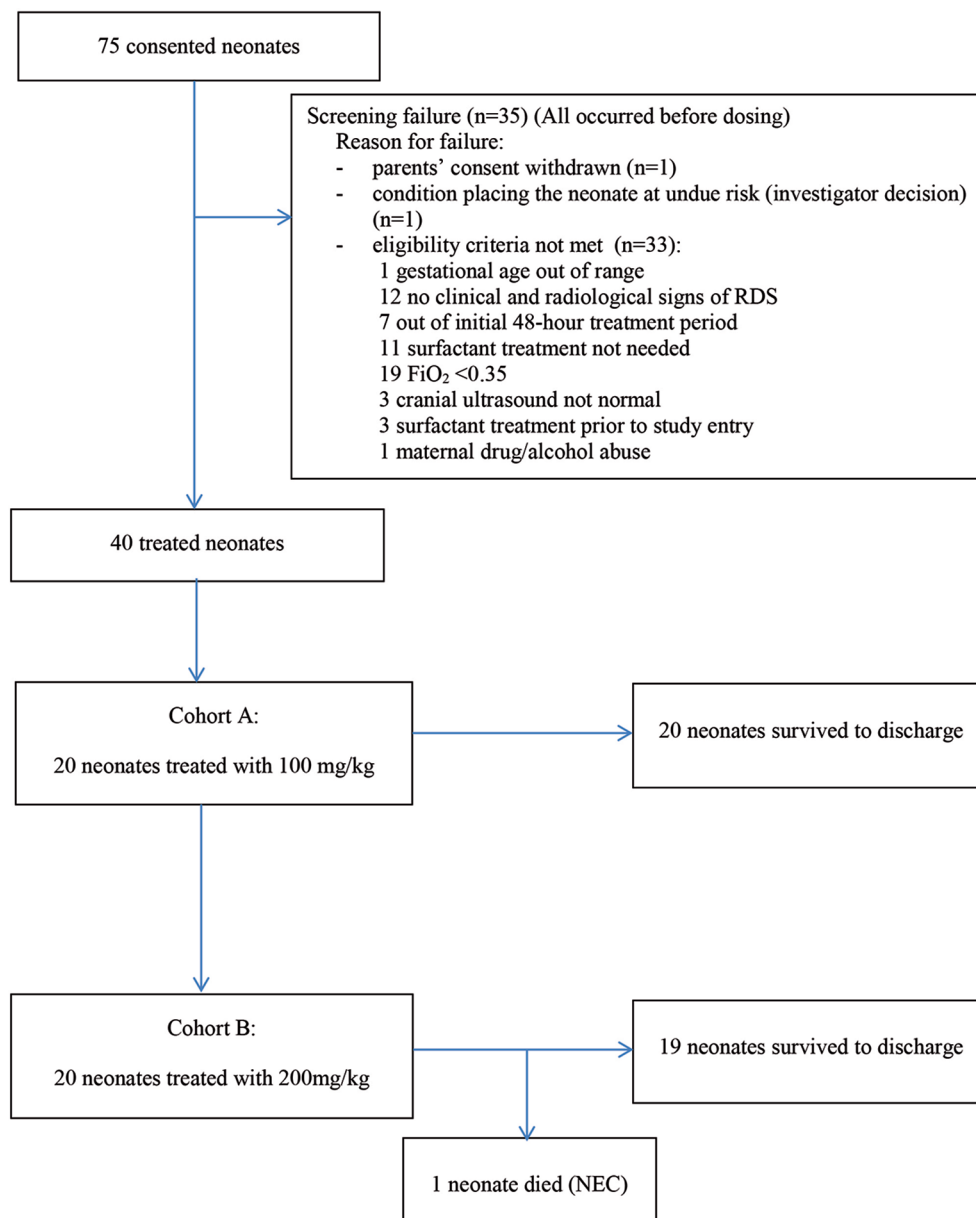 75 consented neonates
Screening failure (n=35) (All occurred before dosing)
Reason for failure:
- parents’ consent withdrawn (n=1)
- condition placing the neonate at undue risk (investigator decision)
(n=1)
- eligibility criteria not met (n=33):
1 gestational age out of range
12 no clinical and radiological signs of RDS
7 out of initial 48-hour treatment period
11 surfactant treatment not needed
19 FiO₂ <0.35
3 cranial ultrasound not normal
3 surfactant treatment prior to study entry
1 maternal drug/alcohol abuse
40 treated neonates
Cohort A:
20 neonates treated with 100 mg/kg
20 neonates survived to discharge
Cohort B:
20 neonates treated with 200mg/kg
19 neonates survived to discharge
1 neonate died (NEC)